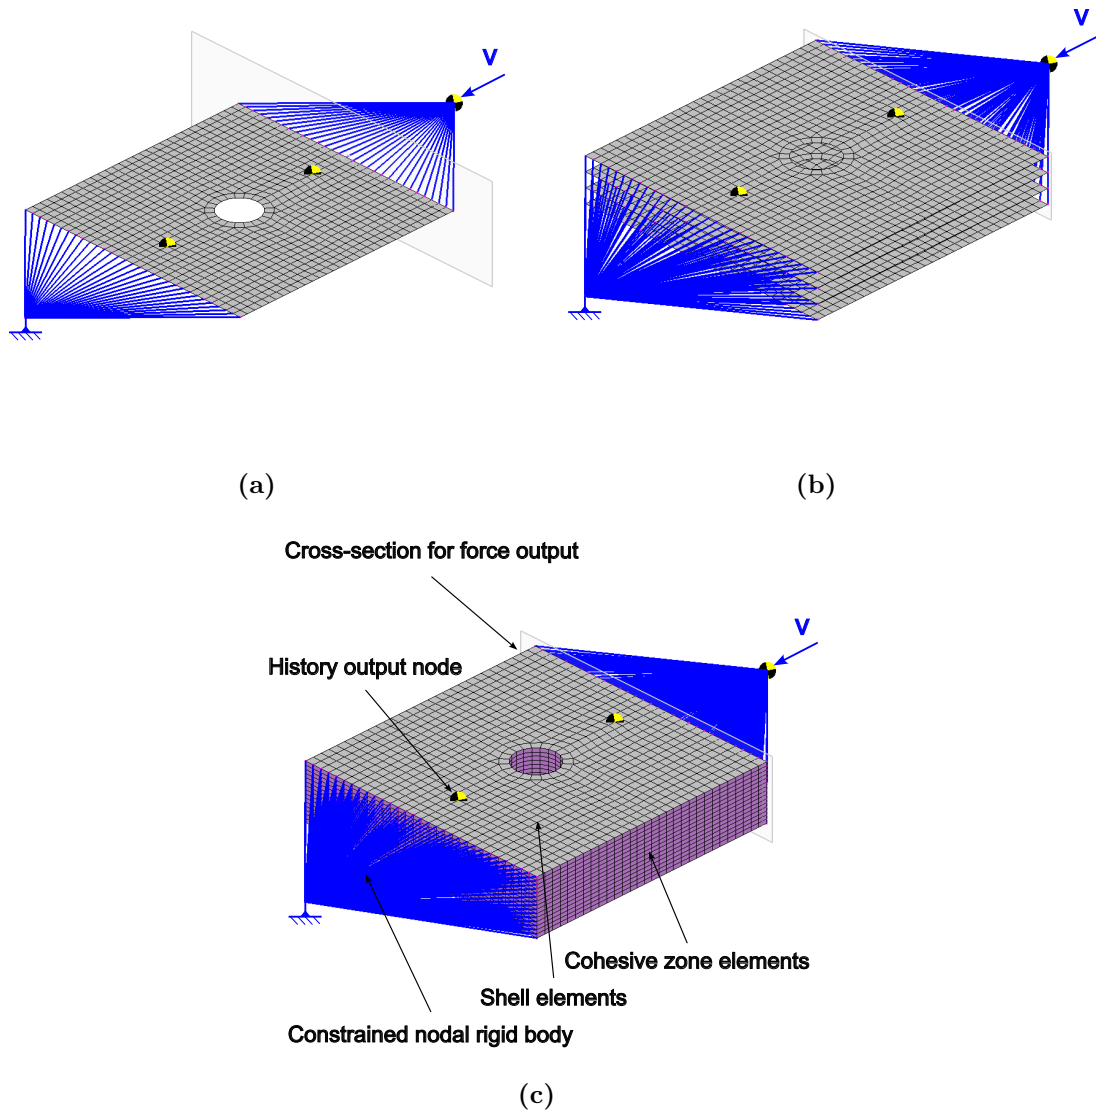 V
V
(a)
(b)
Cross-section for force output
V
History output node
Cohesive zone elements
Shell elements
Constrained nodal rigid body
(c)